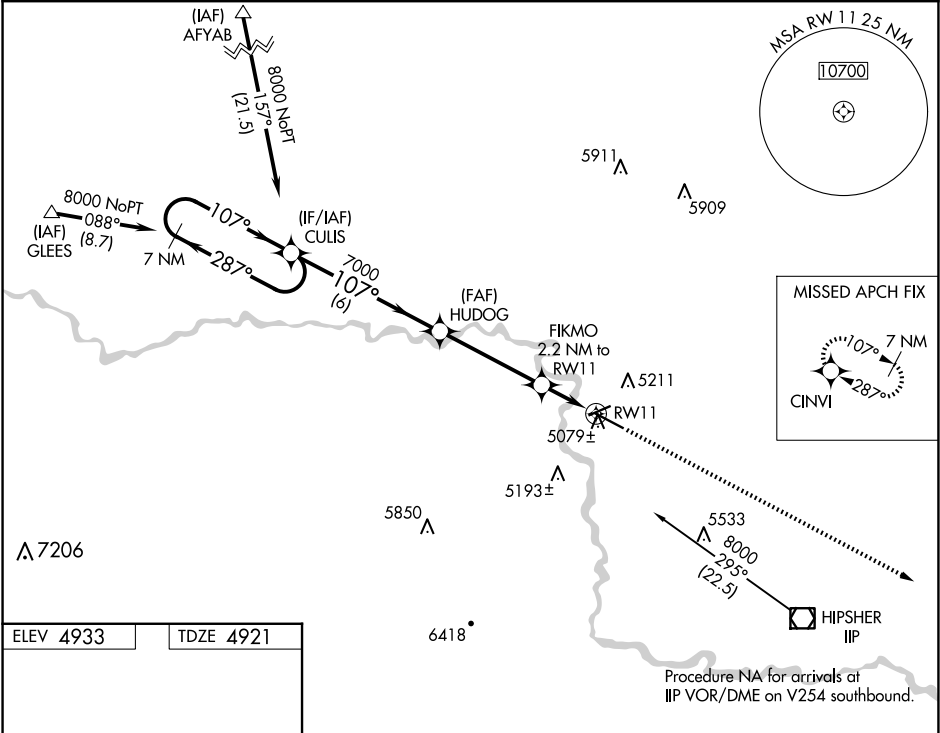 (IAF)
AFYAB
8000 NoPT
157°
(21.5)
MSA RW 11 25 NM
10700
5911
5909
8000 NoPT
088°
(8.7)
(IAF)
GLEES
7 NM
107°
287°
(IF/IAF)
CULIS
7000
107°
(6)
(FAF)
HUDOG
FIKMO
2.2 NM to
RW11
5211
RW11
5079±
5193±
MISSED APCH FIX
107°
7 NM
287°
CINVI
5850
7206
5533
8000
295°
(22.5)
HIPSHER
IIP
6418
ELEV 4933
TDZE 4921
Procedure NA for arrivals at
IIP VOR/DME on V254 southbound.